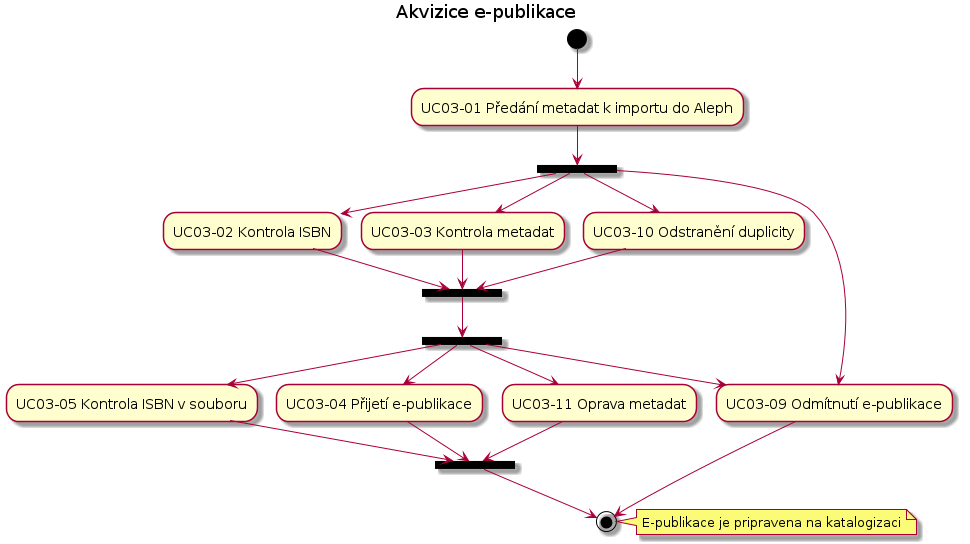 Akvizice e-publikace
UC03-01 Předání metadat k importu do Aleph
UC03-02 Kontrola ISBN
UC03-03 Kontrola metadat
UC03-10 Odstranění duplicity
UC03-05 Kontrola ISBN v souboru
UC03-04 Přijetí e-publikace
UC03-11 Oprava metadat
UC03-09 Odmítnutí e-publikace
E-publikace je pripravena na katalogizaci